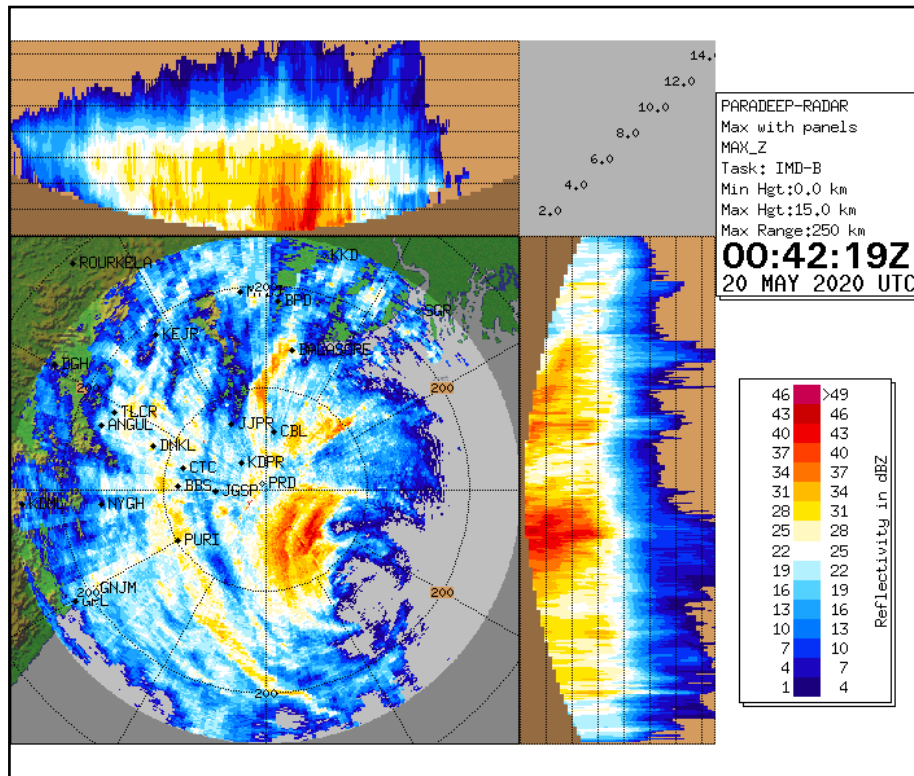 14.
12.0
10.0
8.0
6.0
4.0
2.0
PARADEEP-RADAR
Max with panels
MAX_Z
Task: IMD-B
Min Hgt:0.0 km
Max Hgt:15.0 km
Max Range:250 km
00:42:19Z
20 MAY 2020 UTC
ROURKELA
KKD
200
BPD
SGR
KEJR
BALASORE
DGH
200
200
TLCR
ANGUL
JJPR
CBL
DNKL
CTC
KDPR
BBS
JGSP
PRD
NYGH
PURI
GNJM
200
GPL
200
200
46 >49
43 46
40 43
37 40
34 37
31 34
28 31
25 28
22 25
19 22
16 19
13 16
10 13
7 10
4 7
1 4
Reflectivity in dBZ